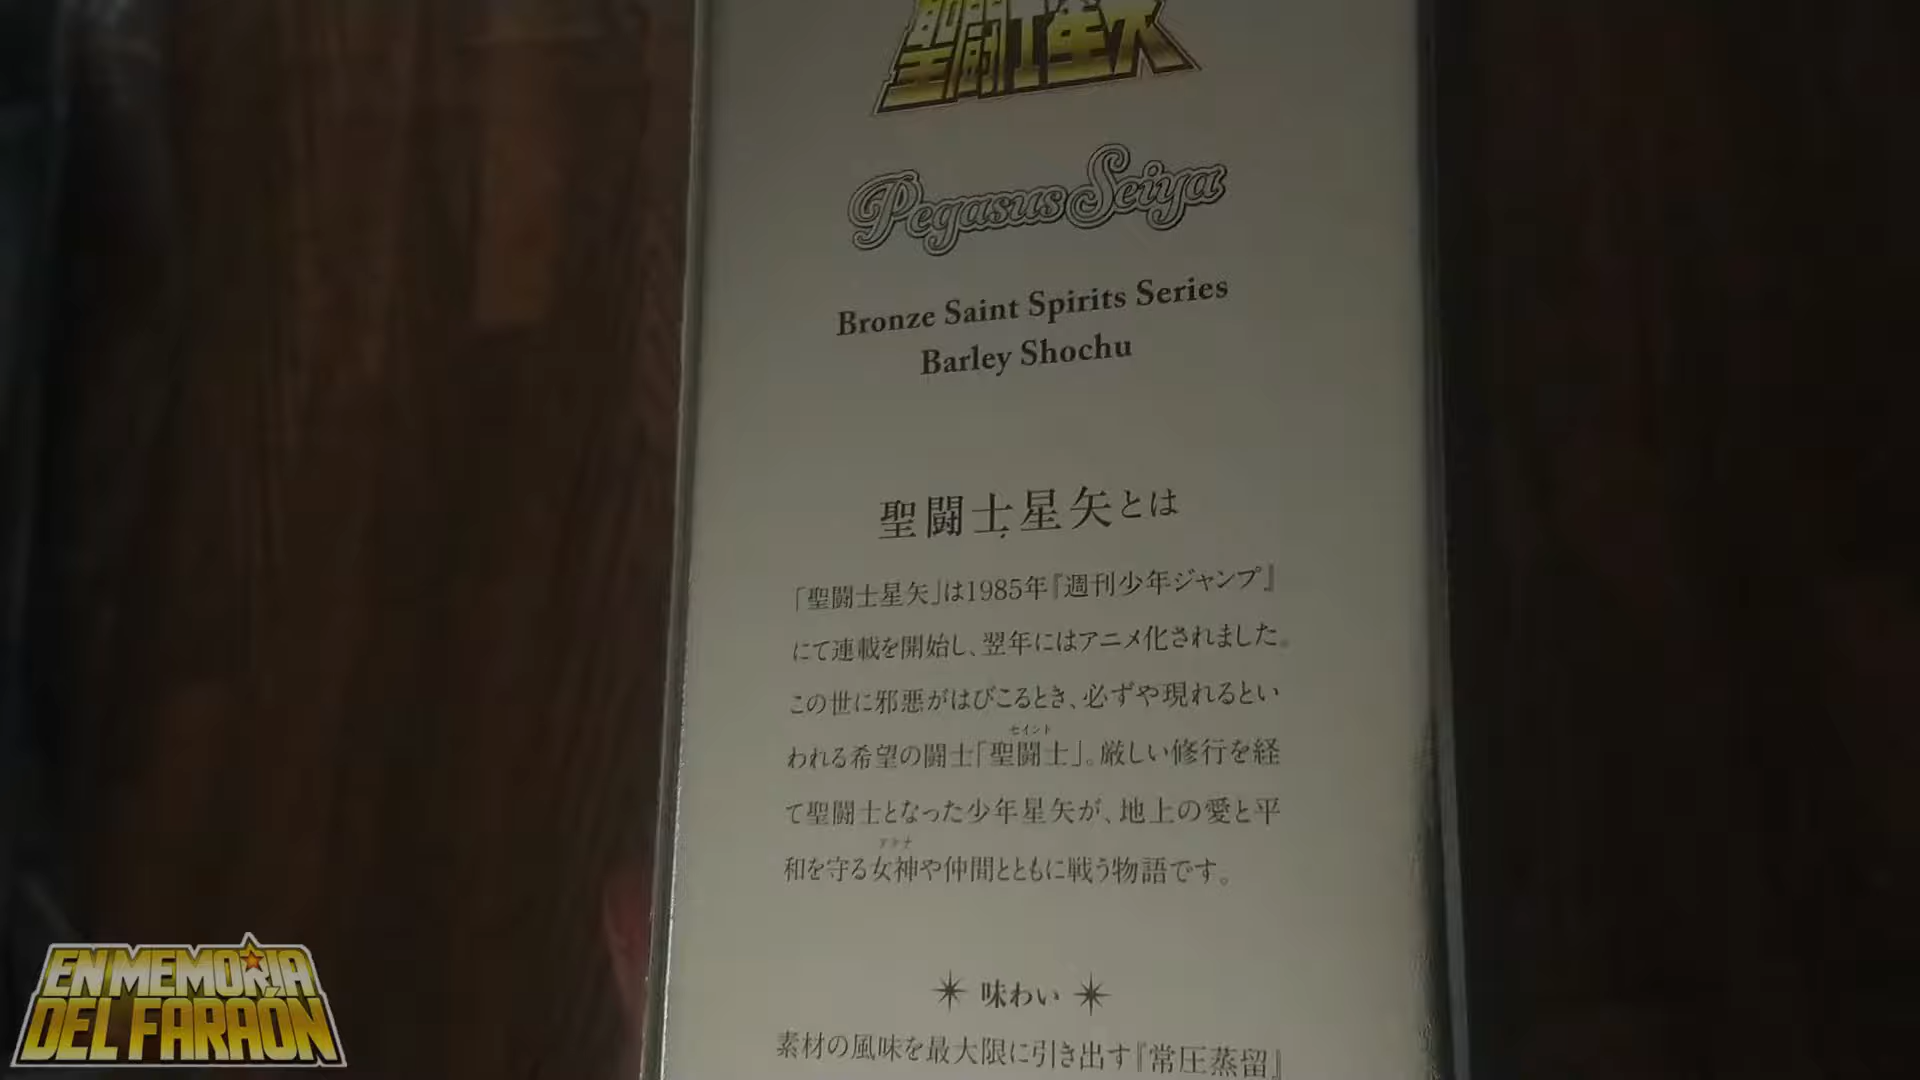 聖闘士星矢
Pegasus Seiya
Bronze Saint Spirits Series
Barley Shochu
聖闘士星矢とは
「聖闘士星矢」は1985年『週刊少年ジャンプ』
にて連載を開始し、翌年にはアニメ化されました。
この世に邪悪がはびこるとき、必ずや現れるとい
セイント
われる希望の闘士「聖闘士」。厳しい修行を経
て聖闘士となった少年星矢が、地上の愛と平
アテナ
和を守る女神や仲間とともに戦う物語です。
味わい
素材の風味を最大限に引き出す『常圧蒸留』
EN MEMORIA
DEL FARAÓN